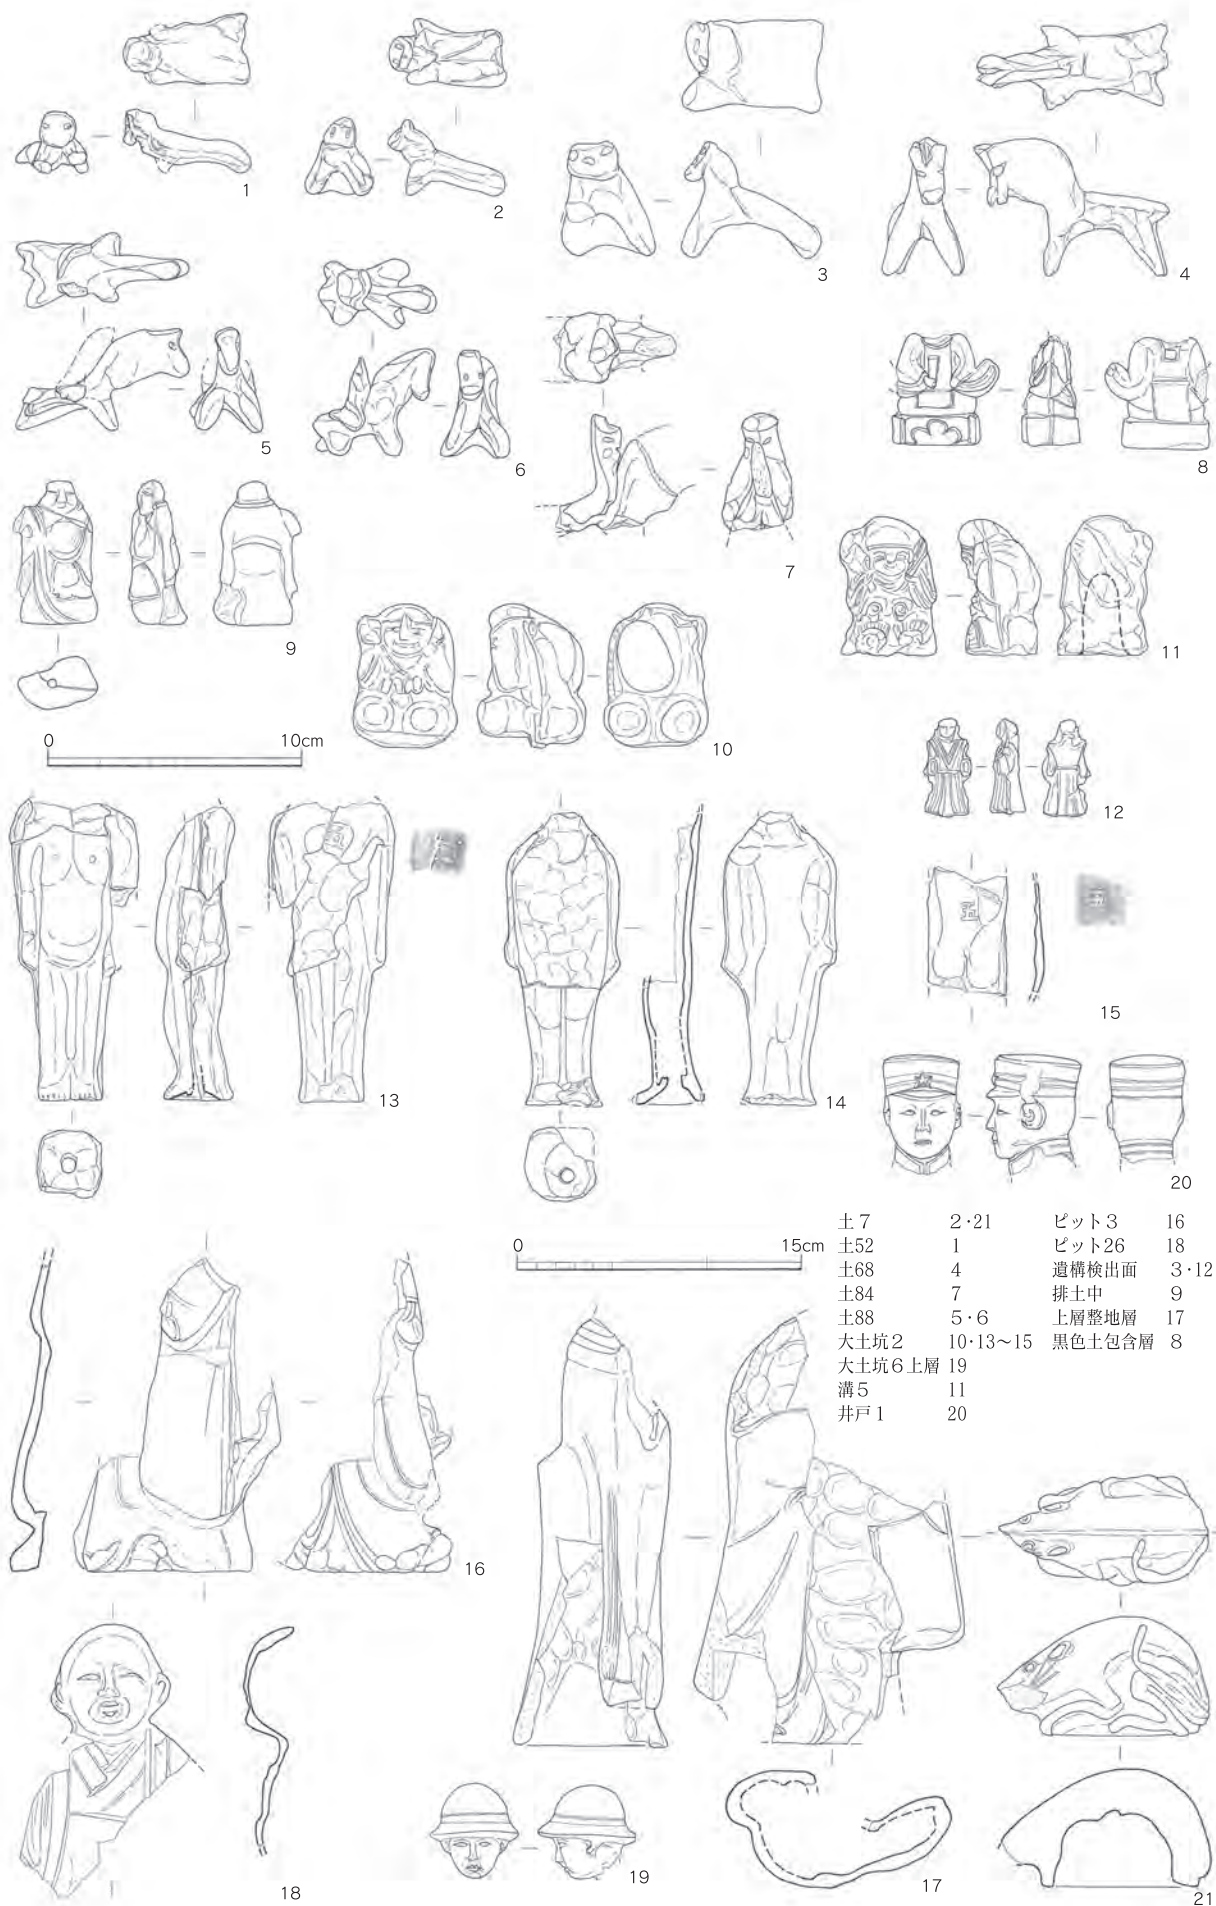 1
2
3
4
5
6
7
8
9
10
11
12
0 10cm
13
14
五
15
20
0 15cm
土7 2・21
土52 1
土68 4
土84 7
土88 5・6
大土坑2 10・13～15
大土坑6上層 19
溝5 11
井戸1 20
ピット3 16
ピット26 18
遺構検出面 3・12
排土中 9
上層整地層 17
黒色土包含層 8
16
17
18
19
21